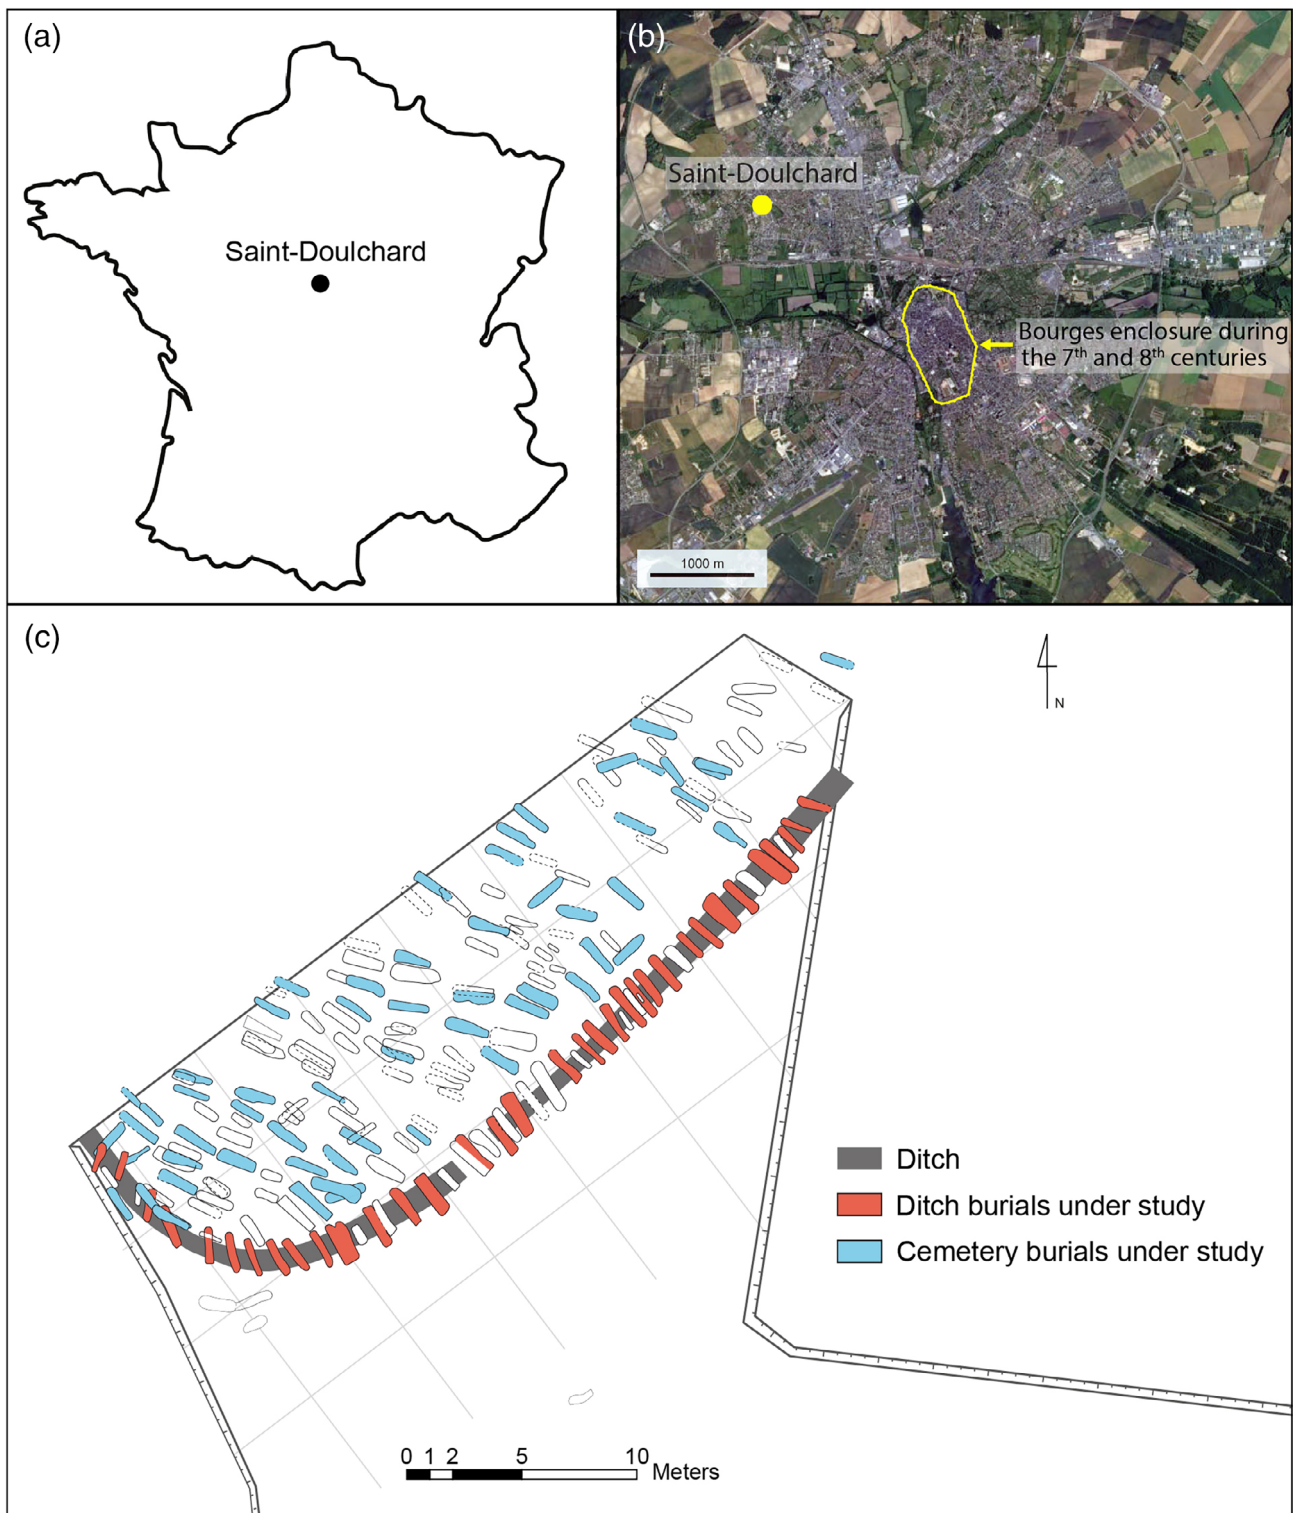 (a)
Saint-Doulchard
(b)
Saint-Doulchard
Bourges enclosure during
the 7th and 8th centuries
1000 m
(c)
N
Ditch
Ditch burials under study
Cemetery burials under study
0 1 2 5 10
Meters